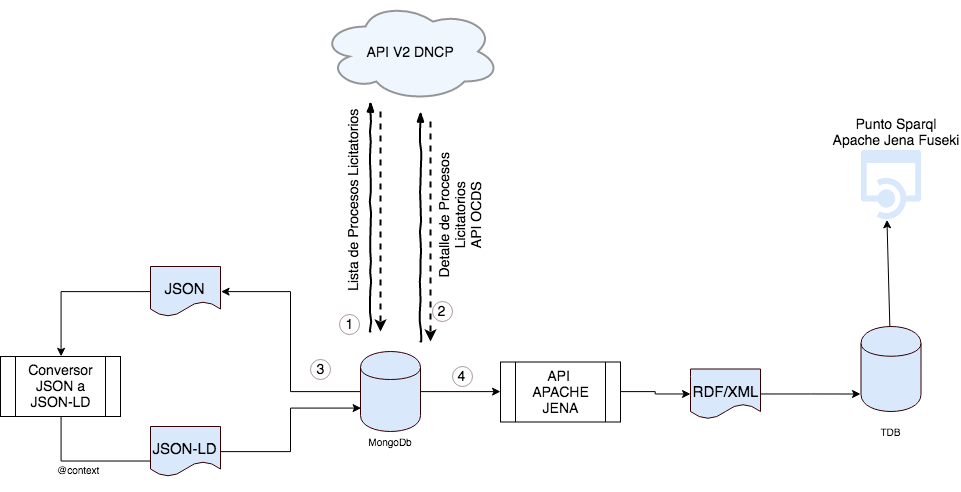 API V2 DNCP
Lista de Procesos Licitatorios
Detalle de Procesos
Licitatorios
API OCDS
Punto Sparql
Apache Jena Fuseki
JSON
1
2
3
4
Conversor
JSON a
JSON-LD
API
APACHE
JENA
RDF/XML
MongoDb
TDB
JSON-LD
@context